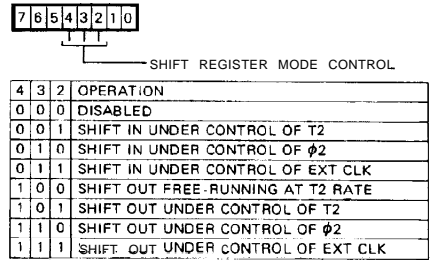 7 6 5 4 3 2 1 0
SHIFT REGISTER MODE CONTROL
4 3 2 OPERATION
0 0 0 DISABLED
0 0 1 SHIFT IN UNDER CONTROL OF T2
0 1 0 SHIFT IN UNDER CONTROL OF ϕ2
0 1 1 SHIFT IN UNDER CONTROL OF EXT CLK
1 0 0 SHIFT OUT FREE-RUNNING AT T2 RATE
1 0 1 SHIFT OUT UNDER CONTROL OF T2
1 1 0 SHIFT OUT UNDER CONTROL OF ϕ2
1 1 1 SHIFT OUT UNDER CONTROL OF EXT CLK